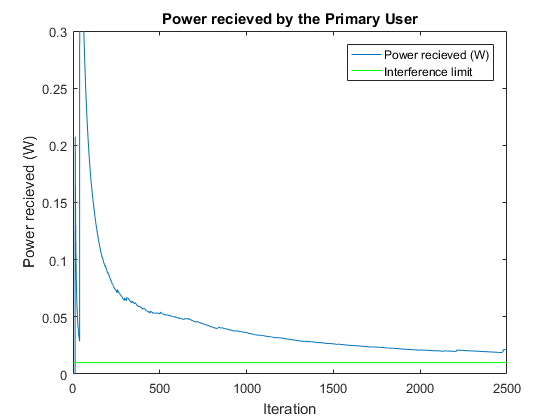 Power recieved by the Primary User
Power recieved (W)
Interference limit
0.3
0.25
0.2
0.15
0.1
0.05
0
Power recieved (W)
0
500
1000
1500
2000
2500
Iteration